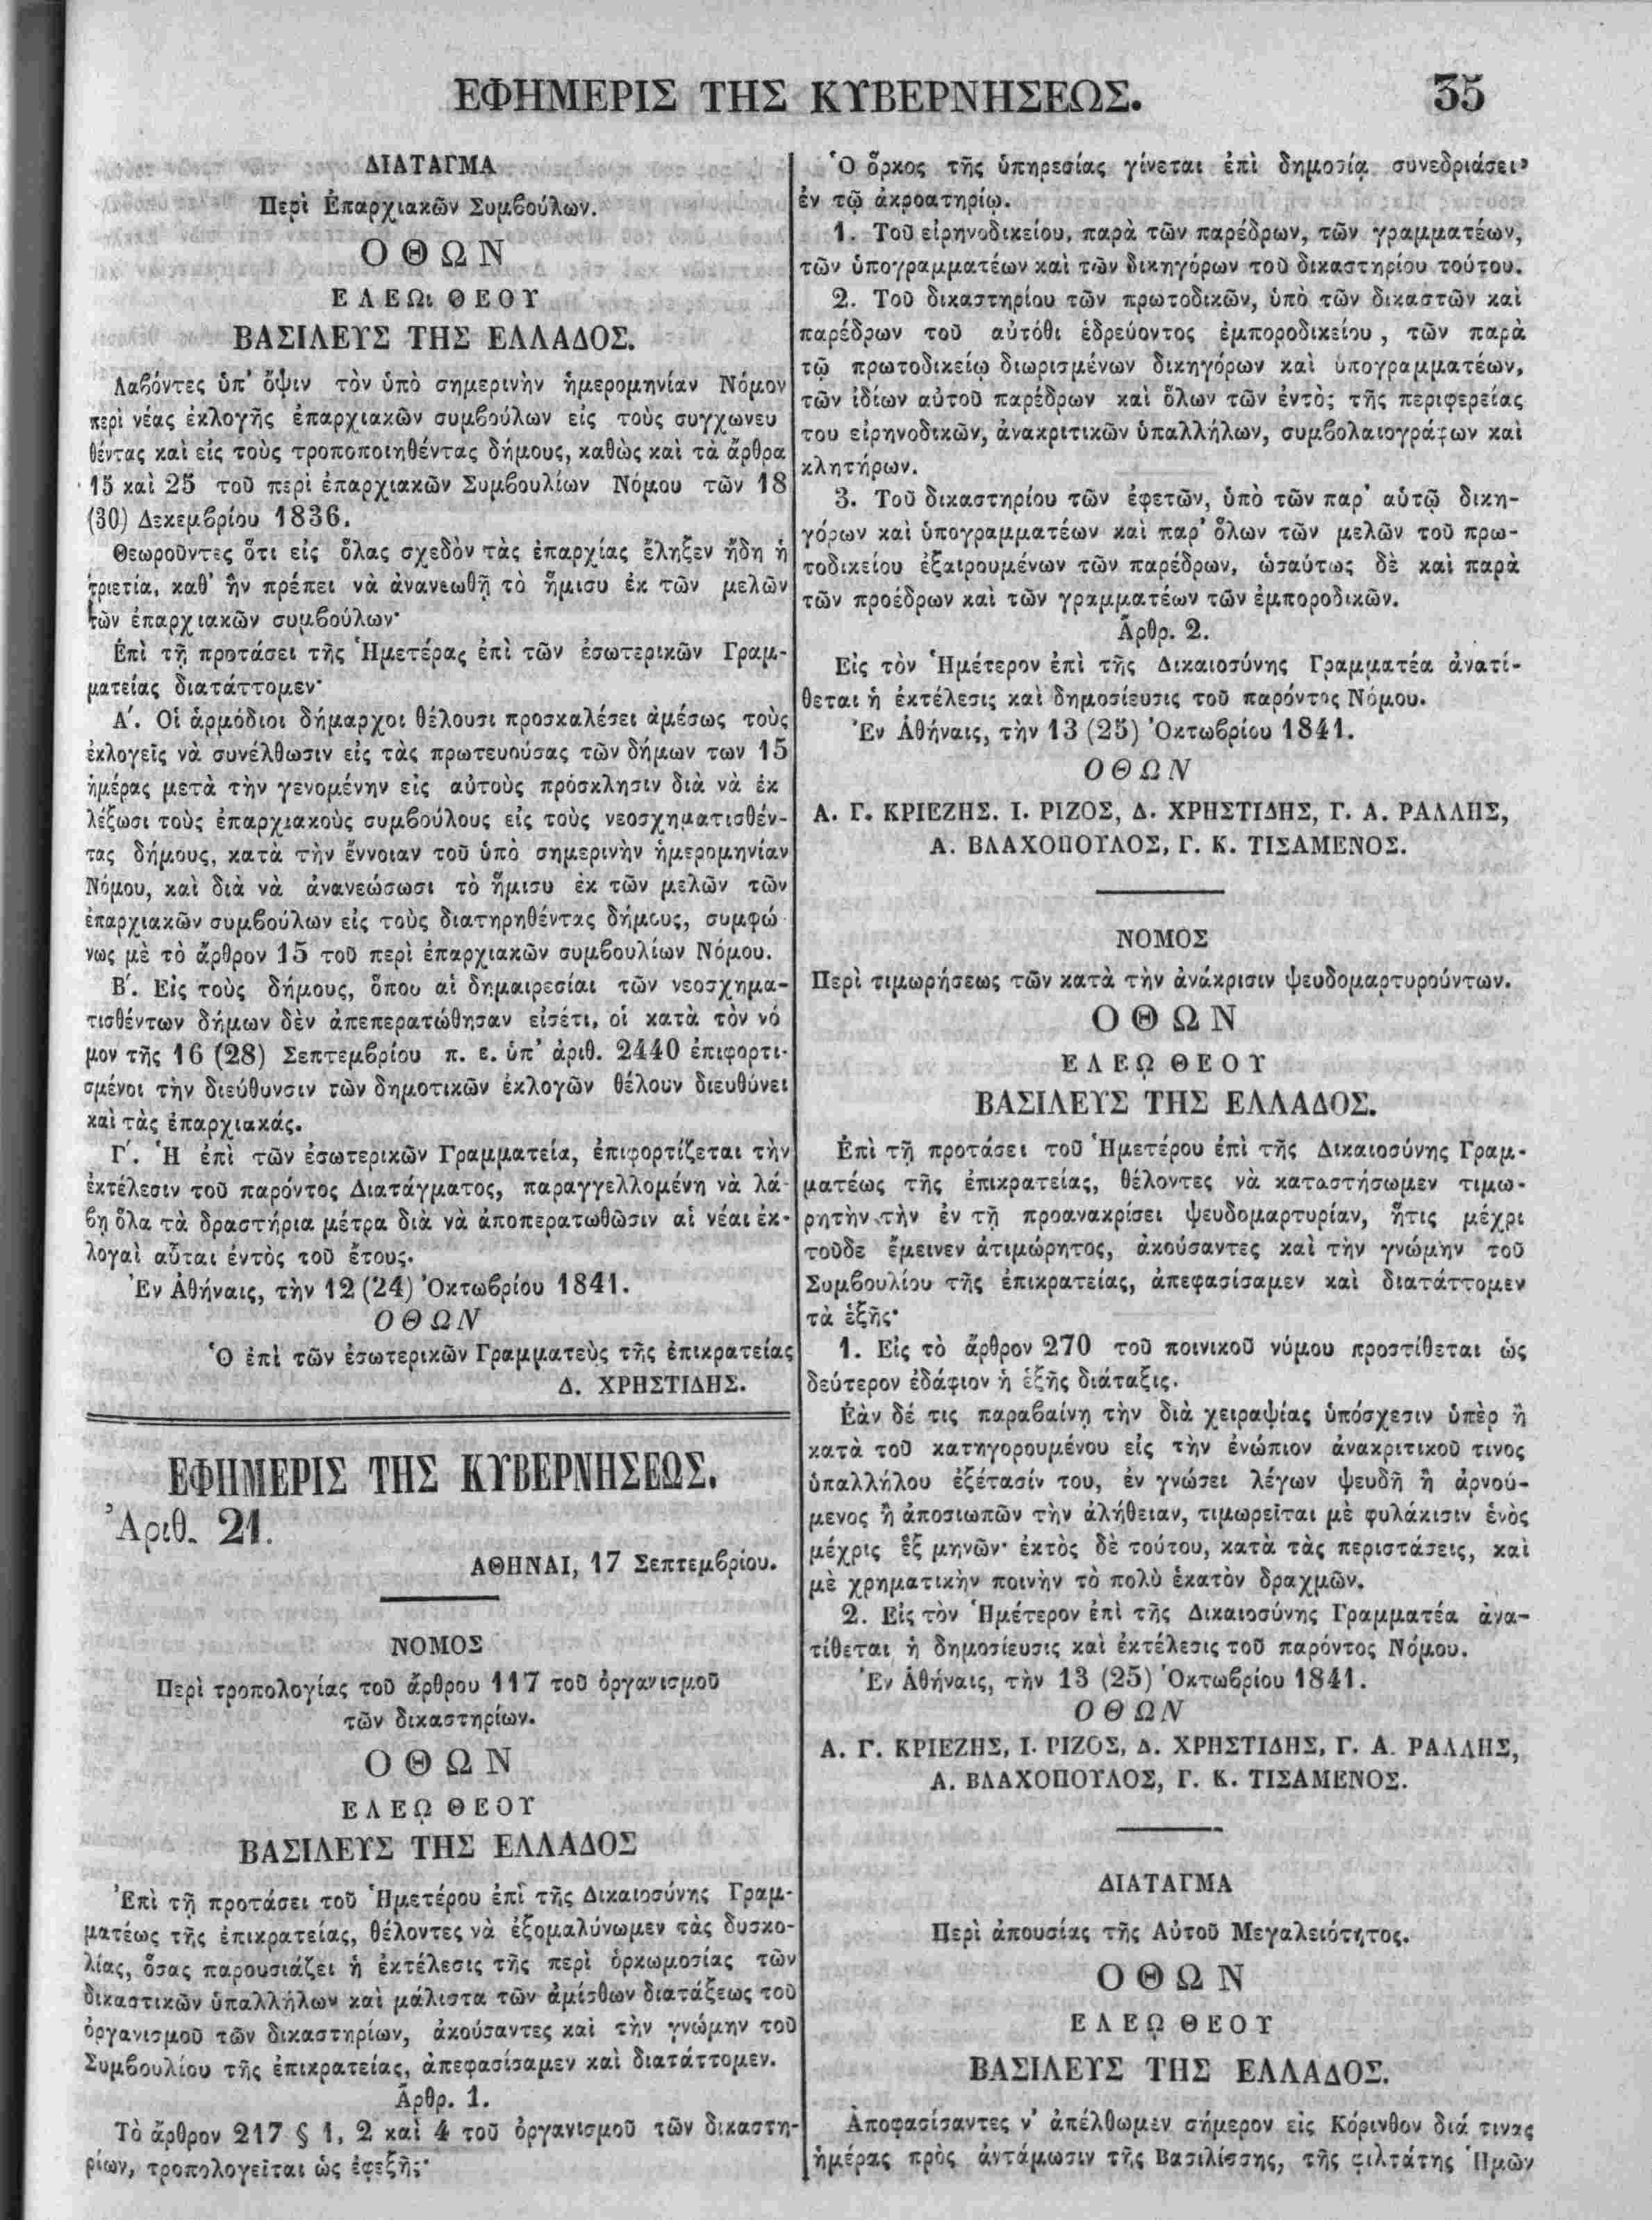 ΕΦΗΜΕΡΙΣ ΤΗΣ ΚΥΒΕΡΝΗΣΕΩΣ.
35
ΔΙΑΤΑΓΜΑ
Περὶ Ἐπαρχιακῶν Συμβούλων.
ΟΘΩΝ
ΕΛΕΩι ΘΕΟΥ
ΒΑΣΙΛΕΥΣ ΤΗΣ ΕΛΛΑΔΟΣ.
Λαβόντες ὑπ' ὄψιν τὸν ὑπὸ σημερινὴν ἡμερομηνίαν Νόμον
περὶ νέας ἐκλογῆς ἐπαρχιακῶν συμβούλων εἰς τοὺς συγχωνευ
θέντας καὶ εἰς τοὺς τροποποιηθέντας δήμους, καθὼς καὶ τὰ ἄρθρα
15 καὶ 25 τοῦ περὶ ἐπαρχιακῶν Συμβουλίων Νόμου τῶν 18
(30) Δεκεμβρίου 1836.
Θεωροῦντες ὅτι εἰς ὅλας σχεδὸν τὰς ἐπαρχίας ἔληξεν ἤδη ἡ
τριετία, καθ' ἣν πρέπει νὰ ἀνανεωθῇ τὸ ἥμισυ ἐκ τῶν μελῶν
τῶν ἐπαρχιακῶν συμβούλων·
Ἐπὶ τῇ προτάσει τῆς Ἡμετέρας ἐπὶ τῶν ἐσωτερικῶν Γραμ-
ματείας διατάττομεν·
Α΄. Οἱ ἁρμόδιοι δήμαρχοι θέλουσι προσκαλέσει ἀμέσως τοὺς
ἐκλογεῖς νὰ συνέλθωσιν εἰς τὰς πρωτευούσας τῶν δήμων των 15
ἡμέρας μετὰ τὴν γενομένην εἰς αὐτοὺς πρόσκλησιν διὰ νὰ ἐκ
λέξωσι τοὺς ἐπαρχιακοὺς συμβούλους εἰς τοὺς νεοσχηματισθέν-
τας δήμους, κατὰ τὴν ἔννοιαν τοῦ ὑπὸ σημερινὴν ἡμερομηνίαν
Νόμου, καὶ διὰ νὰ ἀνανεώσωσι τὸ ἥμισυ ἐκ τῶν μελῶν τῶν
ἐπαρχιακῶν συμβούλων εἰς τοὺς διατηρηθέντας δήμους, συμφώ-
νως μὲ τὸ ἄρθρον 15 τοῦ περὶ ἐπαρχιακῶν συμβουλίων Νόμου.
Β΄. Εἰς τοὺς δήμους, ὅπου αἱ δημαιρεσίαι τῶν νεοσχημα-
τισθέντων δήμων δὲν ἀπεπερατώθησαν εἰσέτι, οἱ κατὰ τὸν νό
μον τῆς 16 (28) Σεπτεμβρίου π. ε. ὑπ' ἀριθ. 2440 ἐπιφορτι-
σμένοι τὴν διεύθυνσιν τῶν δημοτικῶν ἐκλογῶν θέλουν διευθύνει
καὶ τὰς ἐπαρχιακάς.
Γ΄. Ἡ ἐπὶ τῶν ἐσωτερικῶν Γραμματεία, ἐπιφορτίζεται τὴν
ἐκτέλεσιν τοῦ παρόντος Διατάγματος, παραγγελλομένη νὰ λά-
βῃ ὅλα τὰ δραστήρια μέτρα διὰ νὰ ἀποπερατωθῶσιν αἱ νέαι ἐκ-
λογαὶ αὗται ἐντὸς τοῦ ἔτους.
Ἐν Ἀθήναις, τὴν 12 (24) Ὀκτωβρίου 1841.
ΟΘΩΝ
Ὁ ἐπὶ τῶν ἐσωτερικῶν Γραμματεὺς τῆς ἐπικρατείας
Δ. ΧΡΗΣΤΙΔΗΣ.
ΕΦΗΜΕΡΙΣ ΤΗΣ ΚΥΒΕΡΝΗΣΕΩΣ.
Ἀριθ. 21.
ΑΘΗΝΑΙ, 17 Σεπτεμβρίου.
ΝΟΜΟΣ
Περὶ τροπολογίας τοῦ ἄρθρου 117 τοῦ ὀργανισμοῦ
τῶν δικαστηρίων.
ΟΘΩΝ
ΕΛΕῼ ΘΕΟΥ
ΒΑΣΙΛΕΥΣ ΤΗΣ ΕΛΛΑΔΟΣ
Ἐπὶ τῇ προτάσει τοῦ Ἡμετέρου ἐπὶ τῆς Δικαιοσύνης Γραμ-
ματέως τῆς ἐπικρατείας, θέλοντες νὰ ἐξομαλύνωμεν τὰς δυσκο-
λίας, ὅσας παρουσιάζει ἡ ἐκτέλεσις τῆς περὶ ὁρκωμοσίας τῶν
δικαστικῶν ὑπαλλήλων καὶ μάλιστα τῶν ἀμίσθων διατάξεως τοῦ
ὀργανισμοῦ τῶν δικαστηρίων, ἀκούσαντες καὶ τὴν γνώμην τοῦ
Συμβουλίου τῆς ἐπικρατείας, ἀπεφασίσαμεν καὶ διατάττομεν.
Ἄρθρ. 1.
Τὸ ἄρθρον 217 § 1, 2 καὶ 4 τοῦ ὀργανισμοῦ τῶν δικαστη-
ρίων, τροπολογεῖται ὡς ἐφεξῆς·
Ὁ ὅρκος τῆς ὑπηρεσίας γίνεται ἐπὶ δημοσίᾳ συνεδριάσει
ἐν τῷ ἀκροατηρίῳ.
1. Τοῦ εἰρηνοδικείου, παρὰ τῶν παρέδρων, τῶν γραμματέων,
τῶν ὑπογραμματέων καὶ τῶν δικηγόρων τοῦ δικαστηρίου τούτου.
2. Τοῦ δικαστηρίου τῶν πρωτοδικῶν, ὑπὸ τῶν δικαστῶν καὶ
παρέδρων τοῦ αὐτόθι ἑδρεύοντος ἐμποροδικείου, τῶν παρὰ
τῷ πρωτοδικείῳ διωρισμένων δικηγόρων καὶ ὑπογραμματέων,
τῶν ἰδίων αὐτοῦ παρέδρων καὶ ὅλων τῶν ἐντὸς τῆς περιφερείας
του εἰρηνοδικῶν, ἀνακριτικῶν ὑπαλλήλων, συμβολαιογράφων καὶ
κλητήρων.
3. Τοῦ δικαστηρίου τῶν ἐφετῶν, ὑπὸ τῶν παρ' αὐτῷ δικη-
γόρων καὶ ὑπογραμματέων καὶ παρ' ὅλων τῶν μελῶν τοῦ πρω-
τοδικείου ἐξαιρουμένων τῶν παρέδρων, ὡσαύτως δὲ καὶ παρὰ
τῶν προέδρων καὶ τῶν γραμματέων τῶν ἐμποροδικῶν.
Ἄρθρ. 2.
Εἰς τὸν Ἡμέτερον ἐπὶ τῆς Δικαιοσύνης Γραμματέα ἀνατί-
θεται ἡ ἐκτέλεσις καὶ δημοσίευσις τοῦ παρόντος Νόμου.
Ἐν Ἀθήναις, τὴν 13 (25) Ὀκτωβρίου 1841.
ΟΘΩΝ
Α. Γ. ΚΡΙΕΖΗΣ. Ι. ΡΙΖΟΣ, Δ. ΧΡΗΣΤΙΔΗΣ, Γ. Α. ΡΑΛΛΗΣ,
Α. ΒΛΑΧΟΠΟΥΛΟΣ, Γ. Κ. ΤΙΣΑΜΕΝΟΣ.
ΝΟΜΟΣ
Περὶ τιμωρήσεως τῶν κατὰ τὴν ἀνάκρισιν ψευδομαρτυρούντων.
ΟΘΩΝ
ΕΛΕῼ ΘΕΟΥ
ΒΑΣΙΛΕΥΣ ΤΗΣ ΕΛΛΑΔΟΣ.
Ἐπὶ τῇ προτάσει τοῦ Ἡμετέρου ἐπὶ τῆς Δικαιοσύνης Γραμ-
ματέως τῆς ἐπικρατείας, θέλοντες νὰ καταστήσωμεν τιμω-
ρητὴν τὴν ἐν τῇ προανακρίσει ψευδομαρτυρίαν, ἥτις μέχρι
τοῦδε ἔμεινεν ἀτιμώρητος, ἀκούσαντες καὶ τὴν γνώμην τοῦ
Συμβουλίου τῆς ἐπικρατείας, ἀπεφασίσαμεν καὶ διατάττομεν
τὰ ἑξῆς·
1. Εἰς τὸ ἄρθρον 270 τοῦ ποινικοῦ νόμου προστίθεται ὡς
δεύτερον ἐδάφιον ἡ ἑξῆς διάταξις.
Ἐὰν δέ τις παραβαίνῃ τὴν διὰ χειραψίας ὑπόσχεσιν ὑπὲρ ἢ
κατὰ τοῦ κατηγορουμένου εἰς τὴν ἐνώπιον ἀνακριτικοῦ τινος
ὑπαλλήλου ἐξέτασίν του, ἐν γνώσει λέγων ψευδῆ ἢ ἀρνού-
μενος ἢ ἀποσιωπῶν τὴν ἀλήθειαν, τιμωρεῖται μὲ φυλάκισιν ἑνὸς
μέχρις ἓξ μηνῶν· ἐκτὸς δὲ τούτου, κατὰ τὰς περιστάσεις, καὶ
μὲ χρηματικὴν ποινὴν τὸ πολὺ ἑκατὸν δραχμῶν.
2. Εἰς τὸν Ἡμέτερον ἐπὶ τῆς Δικαιοσύνης Γραμματέα ἀνα-
τίθεται ἡ δημοσίευσις καὶ ἐκτέλεσις τοῦ παρόντος Νόμου.
Ἐν Ἀθήναις, τὴν 13 (25) Ὀκτωβρίου 1841.
ΟΘΩΝ
Α. Γ. ΚΡΙΕΖΗΣ, Ι. ΡΙΖΟΣ, Δ. ΧΡΗΣΤΙΔΗΣ, Γ. Α. ΡΑΛΛΗΣ,
Α. ΒΛΑΧΟΠΟΥΛΟΣ, Γ. Κ. ΤΙΣΑΜΕΝΟΣ.
ΔΙΑΤΑΓΜΑ
Περὶ ἀπουσίας τῆς Αὐτοῦ Μεγαλειότητος.
ΟΘΩΝ
ΕΛΕῼ ΘΕΟΥ
ΒΑΣΙΛΕΥΣ ΤΗΣ ΕΛΛΑΔΟΣ.
Ἀποφασίσαντες ν' ἀπέλθωμεν σήμερον εἰς Κόρινθον διά τινας
ἡμέρας πρὸς ἀντάμωσιν τῆς Βασιλίσσης, τῆς φιλτάτης Ἡμῶν